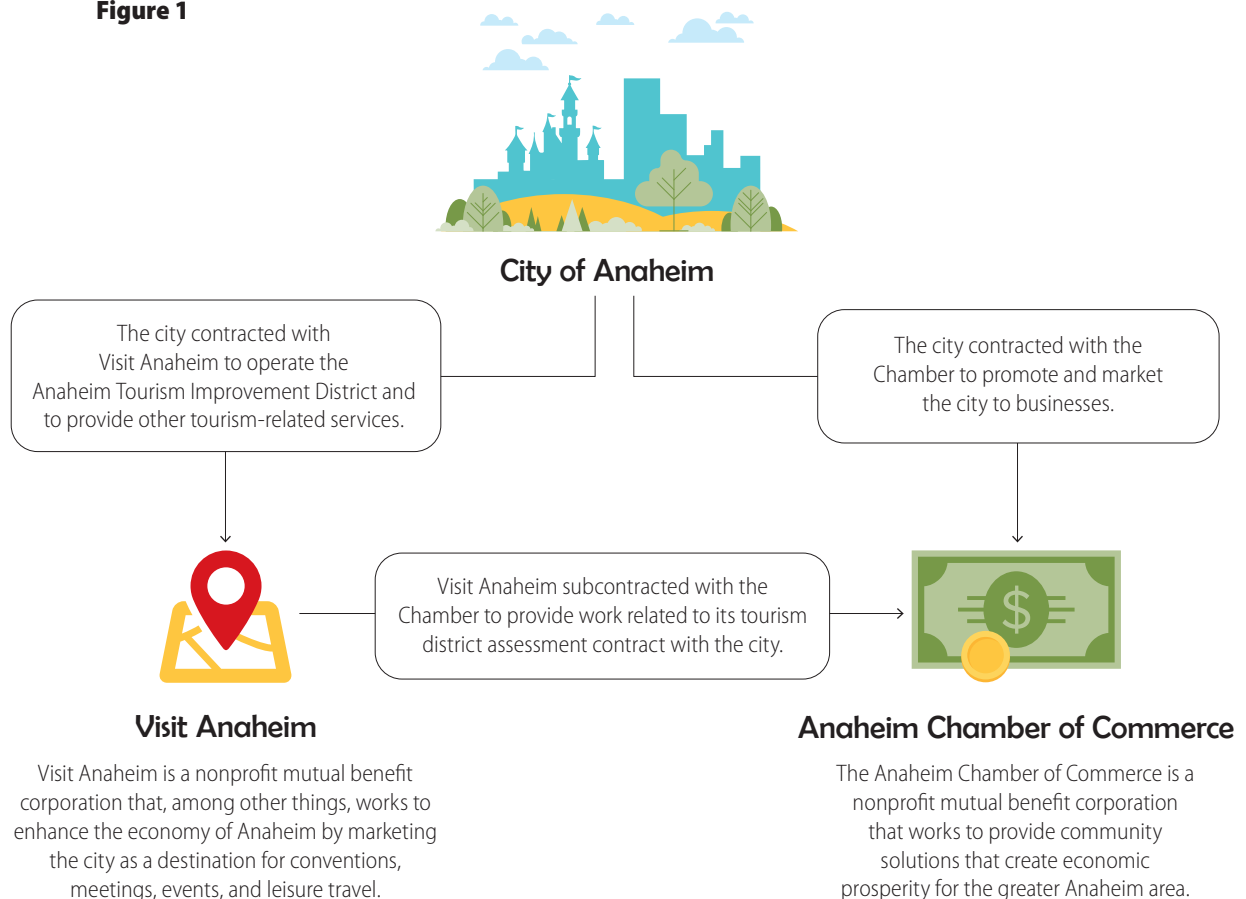 Figure 1
City of Anaheim
The city contracted with
Visit Anaheim to operate the
Anaheim Tourism Improvement District and
to provide other tourism-related services.
The city contracted with the
Chamber to promote and market
the city to businesses.
Visit Anaheim subcontracted with the
Chamber to provide work related to its tourism
district assessment contract with the city.
$
Visit Anaheim
Visit Anaheim is a nonprofit mutual benefit
corporation that, among other things, works to
enhance the economy of Anaheim by marketing
the city as a destination for conventions,
meetings, events, and leisure travel.
Anaheim Chamber of Commerce
The Anaheim Chamber of Commerce is a
nonprofit mutual benefit corporation
that works to provide community
solutions that create economic
prosperity for the greater Anaheim area.